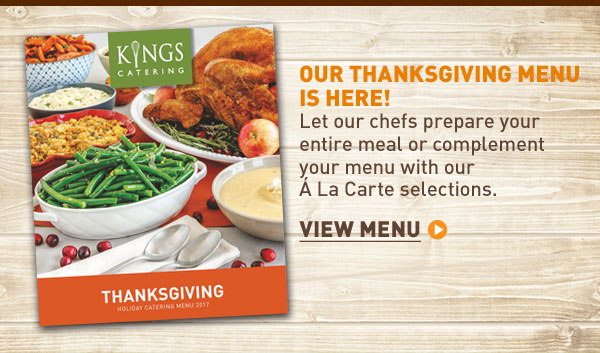 KINGS
CATERING
THANKSGIVING
HOLIDAY CATERING MENU 2017
OUR THANKSGIVING MENU
IS HERE!
Let our chefs prepare your
entire meal or complement
your menu with our
Á La Carte selections.
VIEW MENU